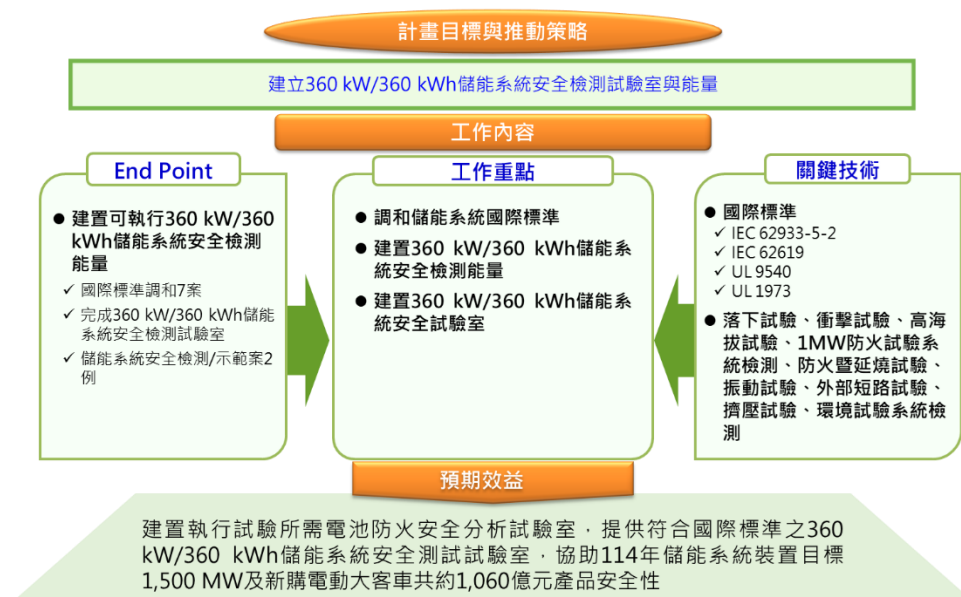 計畫目標與推動策略
建立360 kW/360 kWh儲能系統安全檢測試驗室與能量
工作內容
End Point
● 建置可執行360 kW/360
kWh儲能系統安全檢測
能量
✓ 國際標準調和7案
✓ 完成360 kW/360 kWh儲能
系統安全檢測試驗室
✓ 儲能系統安全檢測/示範案2
例
工作重點
● 調和儲能系統國際標準
● 建置360 kW/360 kWh儲能系
統安全檢測能量
● 建置360 kW/360 kWh儲能系
統安全試驗室
關鍵技術
● 國際標準
✓ IEC 62933-5-2
✓ IEC 62619
✓ UL 9540
✓ UL 1973
● 落下試驗、衝擊試驗、高海
拔試驗、1MW防火試驗系
統檢測、防火暨延燒試驗、
振動試驗、外部短路試驗、
擠壓試驗、環境試驗系統檢
測
預期效益
建置執行試驗所需電池防火安全分析試驗室，提供符合國際標準之360
kW/360 kWh儲能系統安全測試試驗室，協助114年儲能系統裝置目標
1,500 MW及新購電動大客車共約1,060億元產品安全性